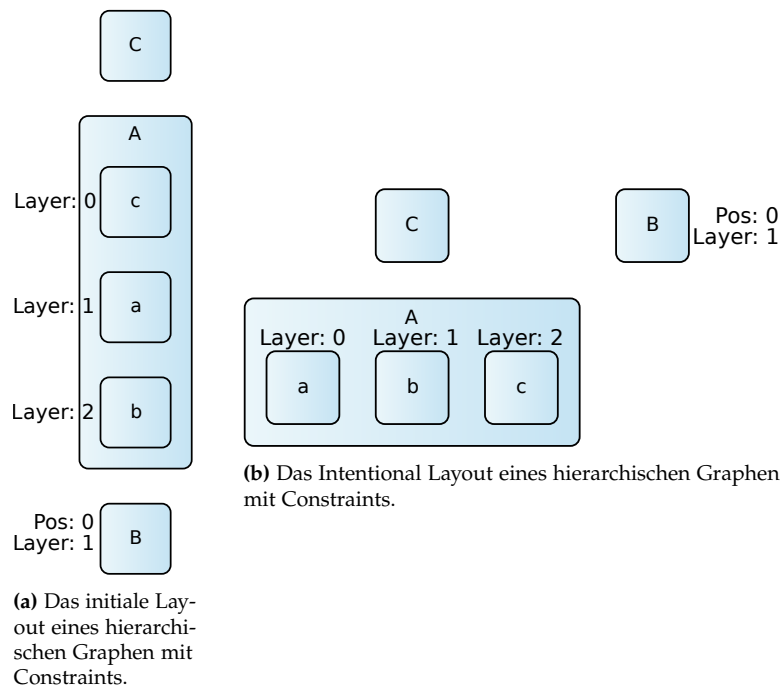 C
A
Layer: 0
c
Layer: 1
a
Layer: 2
b
Pos: 0
Layer: 1
B
(a) Das initiale Lay-
out eines hierarchi-
schen Graphen mit
Constraints.
C
B
Pos: 0
Layer: 1
A
Layer: 0 Layer: 1 Layer: 2
a b c
(b) Das Intentional Layout eines hierarchischen Graphen
mit Constraints.